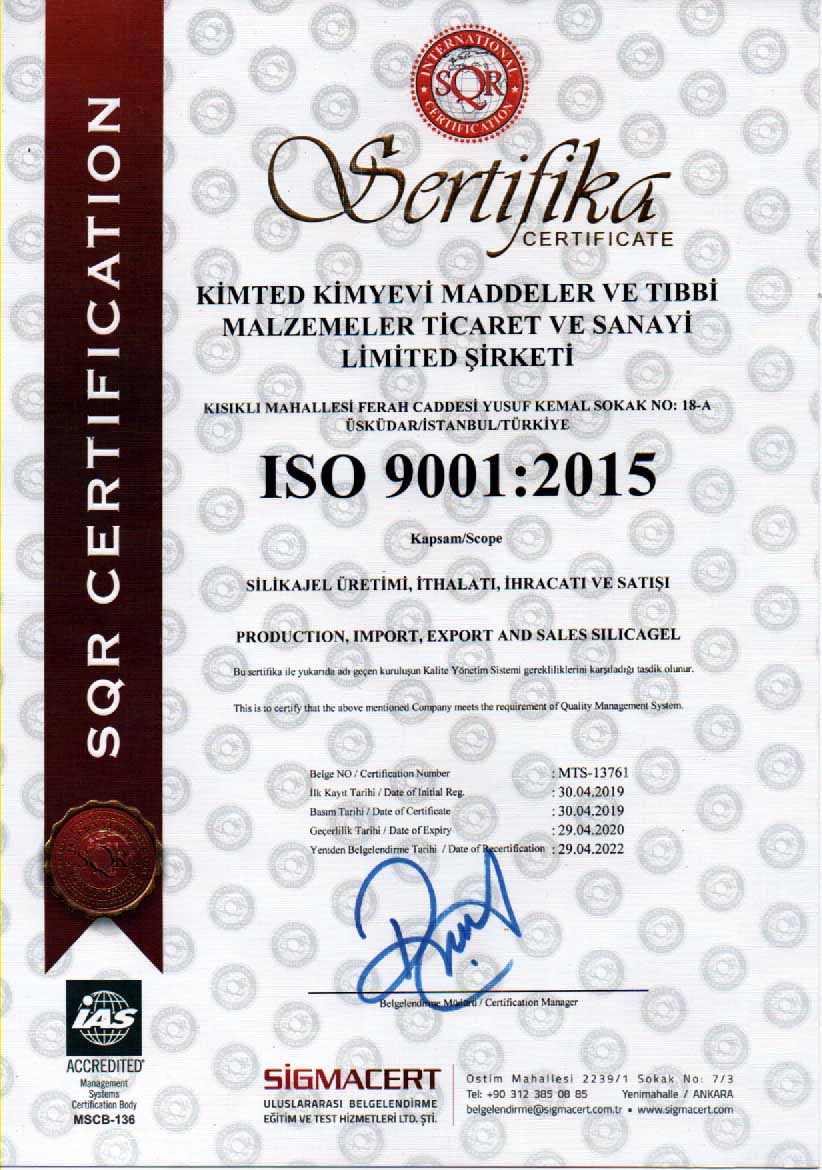 INTERNATIONAL
SQR
CERTIFICATION
Sertifika
CERTIFICATE
SQR CERTIFICATION
KİMTED KİMYEVİ MADDELER VE TIBBİ
MALZEMELER TİCARET VE SANAYİ
LİMİTED ŞİRKETİ
KISIKLI MAHALLESİ FERAH CADDESİ YUSUF KEMAL SOKAK NO: 18-A
ÜSKÜDAR/İSTANBUL/TÜRKİYE
ISO 9001:2015
Kapsam/Scope
SİLİKAJEL ÜRETİMİ, İTHALATI, İHRACATI VE SATIŞI
PRODUCTION, IMPORT, EXPORT AND SALES SILICAGEL
Bu sertifika ile yukarıda adı geçen kuruluşun Kalite Yönetim Sistemi gerekliliklerini karşıladığı tasdik olunur.
This is to certify that the above mentioned Company meets the requirement of Quality Management System.
Belge NO / Certification Number : MTS-13761
İlk Kayıt Tarihi / Date of Initial Reg. : 30.04.2019
Basım Tarihi / Date of Certificate : 30.04.2019
Geçerlilik Tarihi / Date of Expiry : 29.04.2020
Yeniden Belgelendirme Tarihi / Date of Recertification : 29.04.2022
Belgelendirme Müdürü / Certification Manager
SQR
IAS
ACCREDITED
Management
Systems
Certification Body
MSCB-136
SİGMACERT
ULUSLARARASI BELGELENDİRME
EĞİTİM VE TEST HİZMETLERİ LTD. ŞTİ.
Ostim Mahallesi 2239/1 Sokak No: 7/3
Tel: +90 312 385 08 85 Yenimahalle / ANKARA
belgelendirme@sigmacert.com.tr • www.sigmacert.com